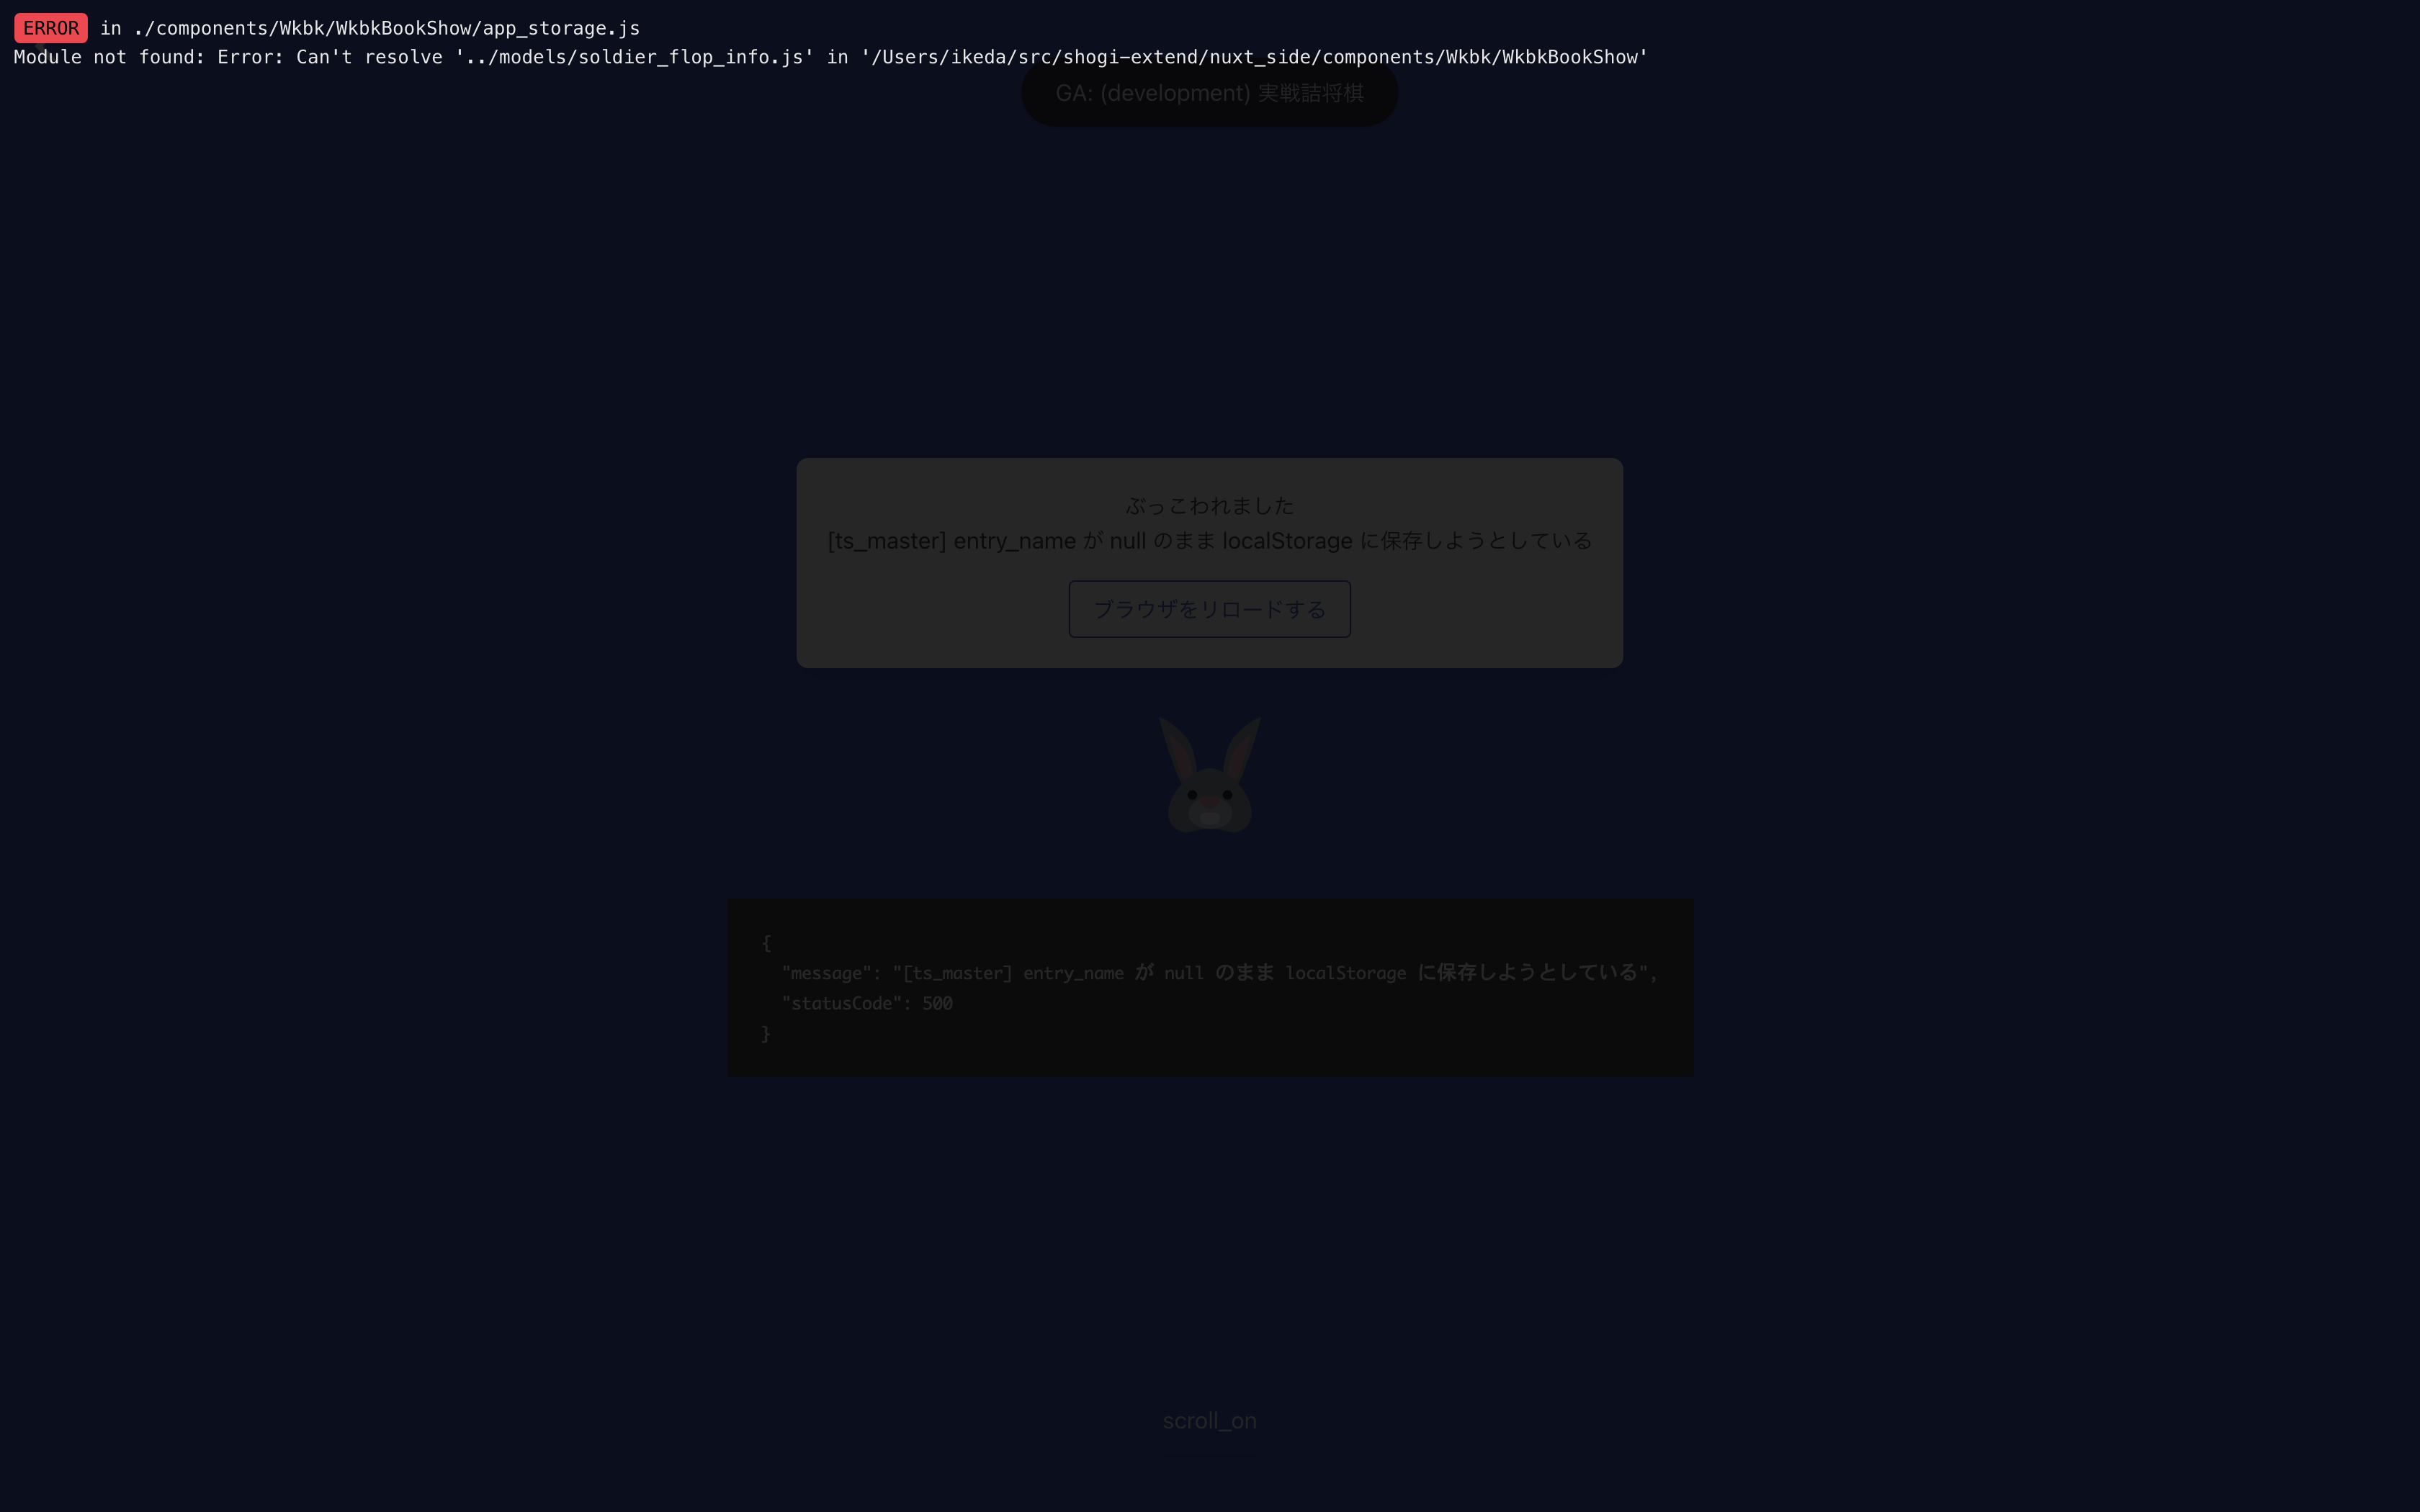 ERROR in ./components/Wkbk/WkbkBookShow/app_storage.js
Module not found: Error: Can't resolve '../models/soldier_flop_info.js' in '/Users/ikeda/src/shogi-extend/nuxt_side/components/Wkbk/WkbkBookShow'
GA: (development) 実戦詰将棋
ぶっこわれました
[ts_master] entry_name が null のまま localStorage に保存しようとしている
ブラウザをリロードする
{
"message": "[ts_master] entry_name が null のまま localStorage に保存しようとしている",
"statusCode": 500
}
scroll_on